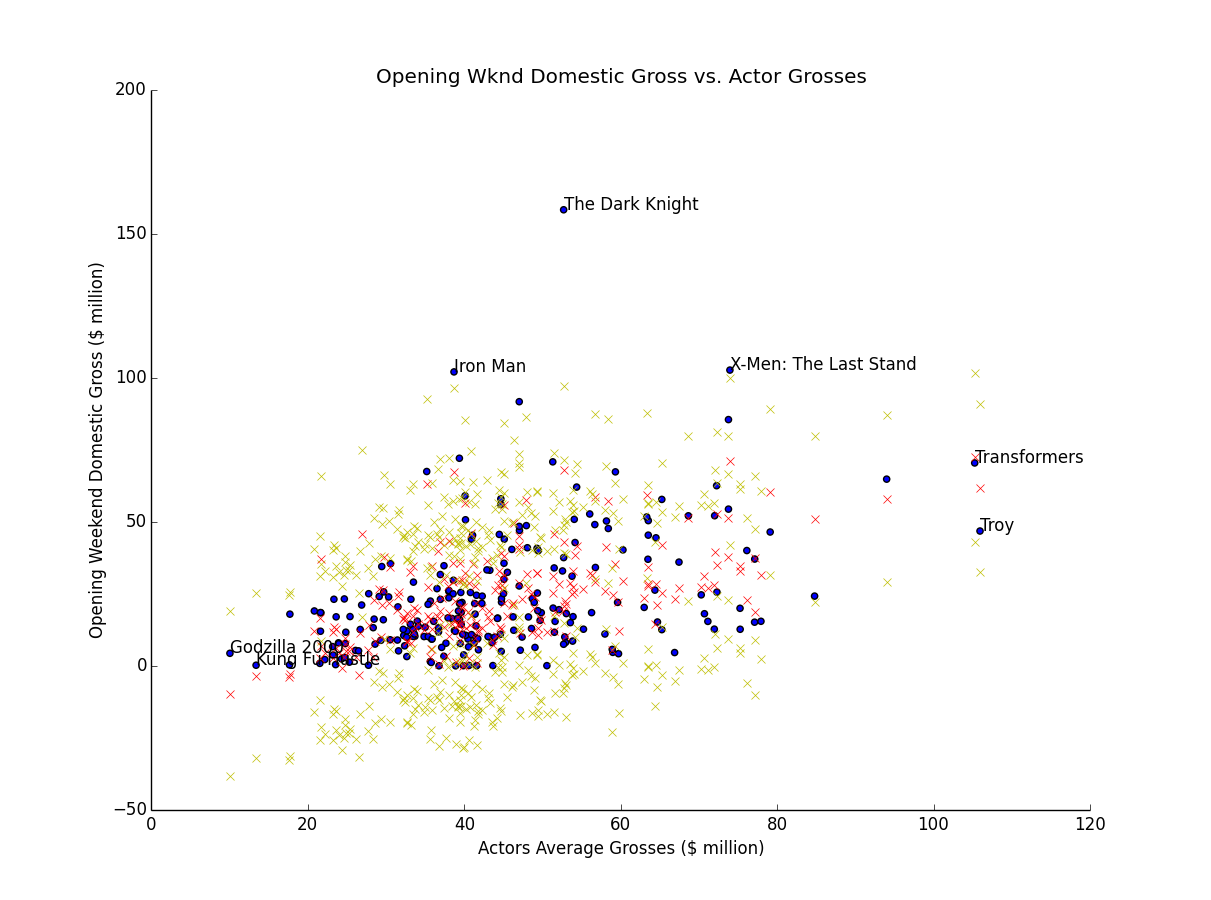 Opening Wknd Domestic Gross vs. Actor Grosses
200
The Dark Knight
150
Iron Man
X-Men: The Last Stand
100
Transformers
Troy
50
Godzilla 2000
Kung Fu Hustle
0
−50
0 20 40 60 80 100 120
Actors Average Grosses ($ million)
Opening Weekend Domestic Gross ($ million)